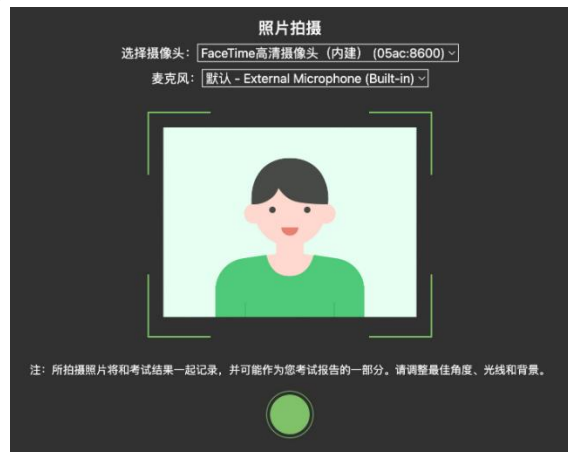 照片拍摄
选择摄像头: FaceTime高清摄像头（内建） (05ac:8600)
麦克风: 默认 - External Microphone (Built-in)
注：所拍摄照片将和考试结果一起记录，并可能作为您考试报告的一部分。请调整最佳角度、光线和背景。